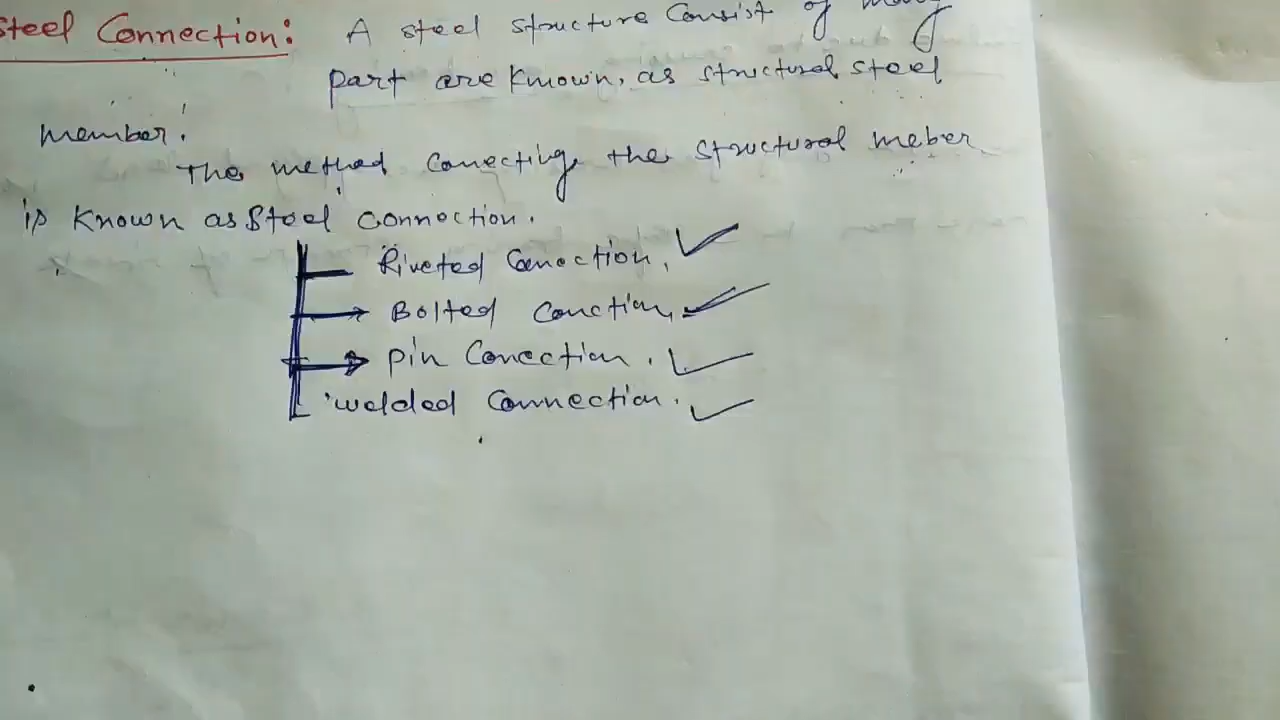 Steel Connection: A steel structure Consist of many
part are known, as structural steel
member.
The method Conecting the structural meber
is known as Steel connection.
Riveted Conection,
Bolted Conction,
Pin Conection.
welded Connection.